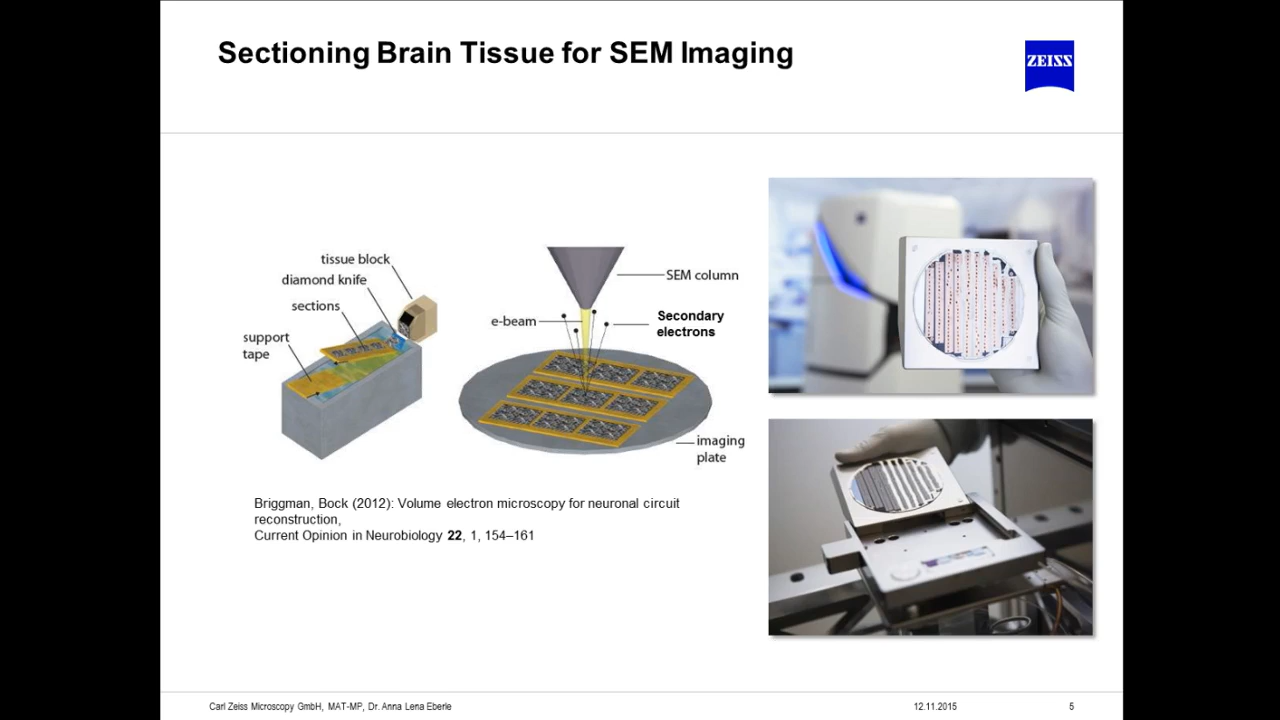 Sectioning Brain Tissue for SEM Imaging
ZEISS
tissue block
diamond knife
sections
support
tape
SEM column
e-beam
Secondary
electrons
imaging
plate
Briggman, Bock (2012): Volume electron microscopy for neuronal circuit
reconstruction,
Current Opinion in Neurobiology 22, 1, 154–161
Carl Zeiss Microscopy GmbH, MAT-MP, Dr. Anna Lena Eberle
12.11.2015
5